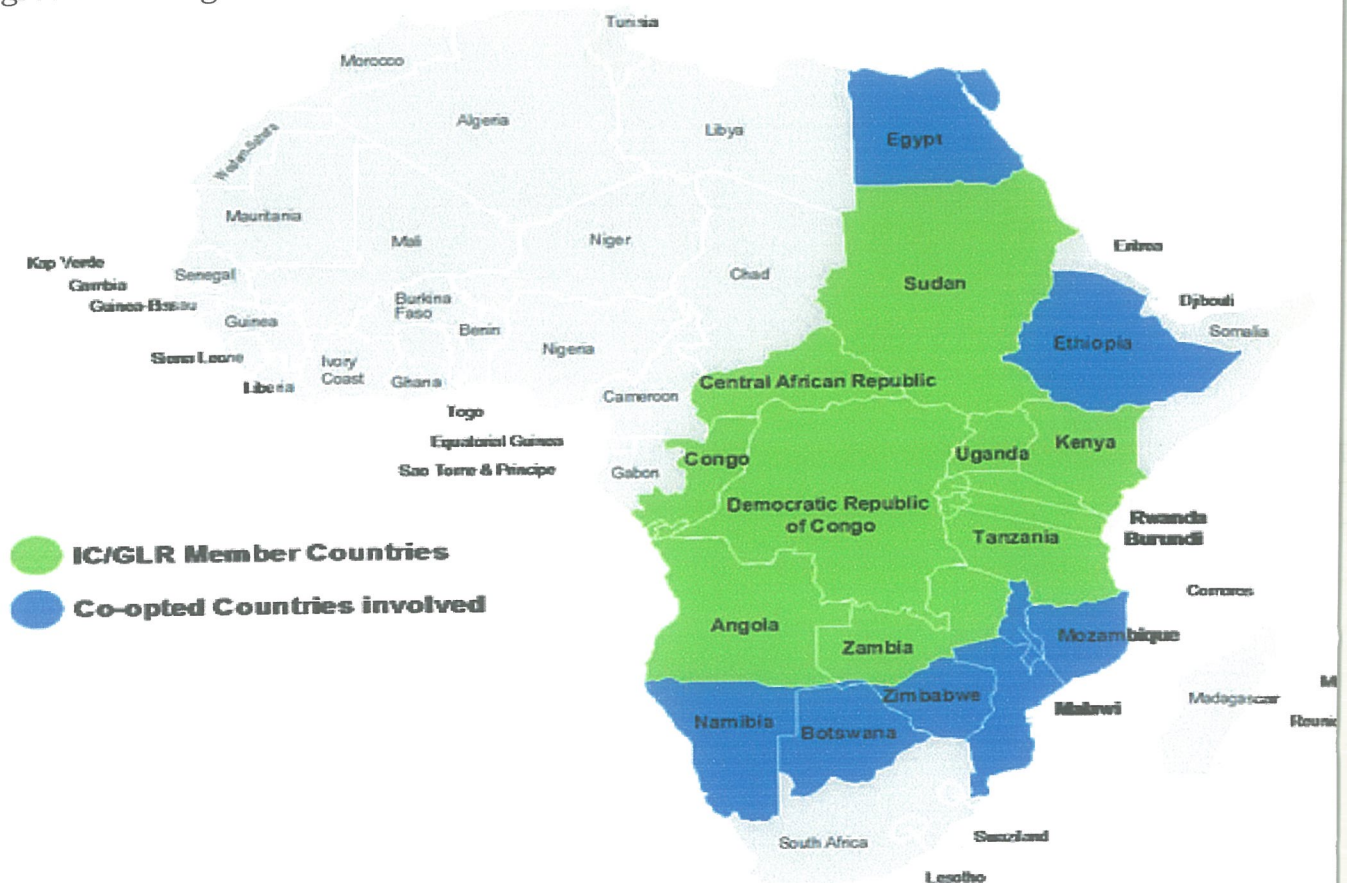 Tunisia
Morocco
Algeria
Libya
Egypt
Mauritania
Mali
Niger
Chad
Sudan
Eritrea
Kap Verde
Senegal
Gambia
Guinea-Bissau
Guinea
Burkina
Faso
Benin
Nigeria
Djibouti
Somalia
Ethiopia
Sierra Leone
Liberia
Ivory
Coast
Ghana
Togo
Cameroon
Central African Republic
Equatorial Guinea
Sao Tome & Principe
Gabon
Congo
Uganda
Kenya
Democratic Republic
of Congo
Rwanda
Burundi
Tanzania
IC/GLR Member Countries
Co-opted Countries involved
Comoros
Angola
Zambia
Mozambique
Malawi
Madagascar
Namibia
Botswana
Zimbabwe
South Africa
Swaziland
Lesotho